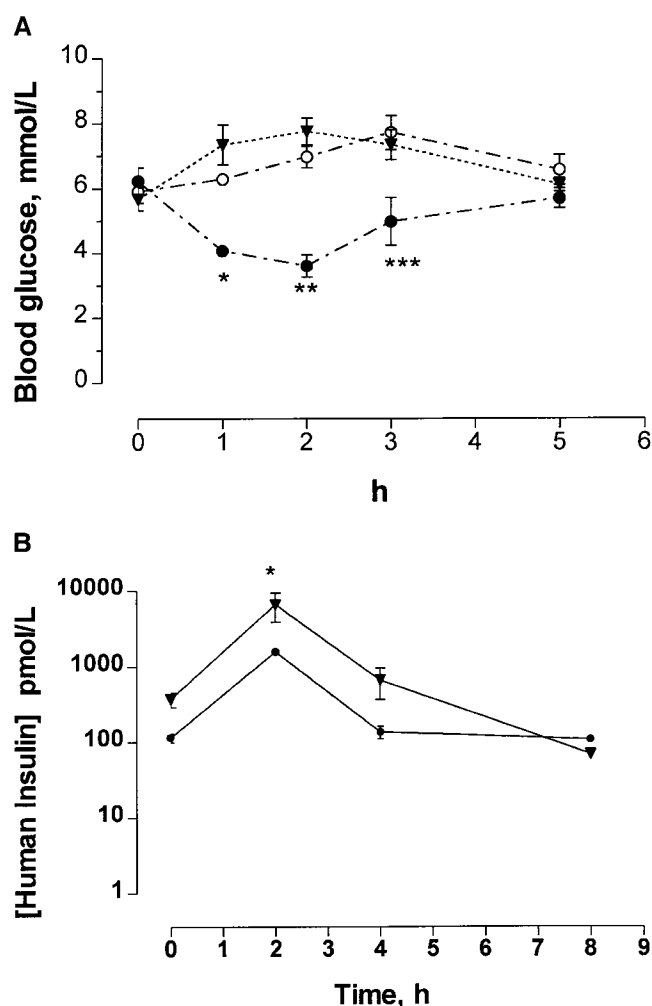 A
Blood glucose, mmol/L
10
8
6
4
2
0
* ** ***
0 1 2 3 4 5 6
h
B
[Human Insulin] pmol/L
10000
1000
100
10
1
*
0 1 2 3 4 5 6 7 8 9
Time, h